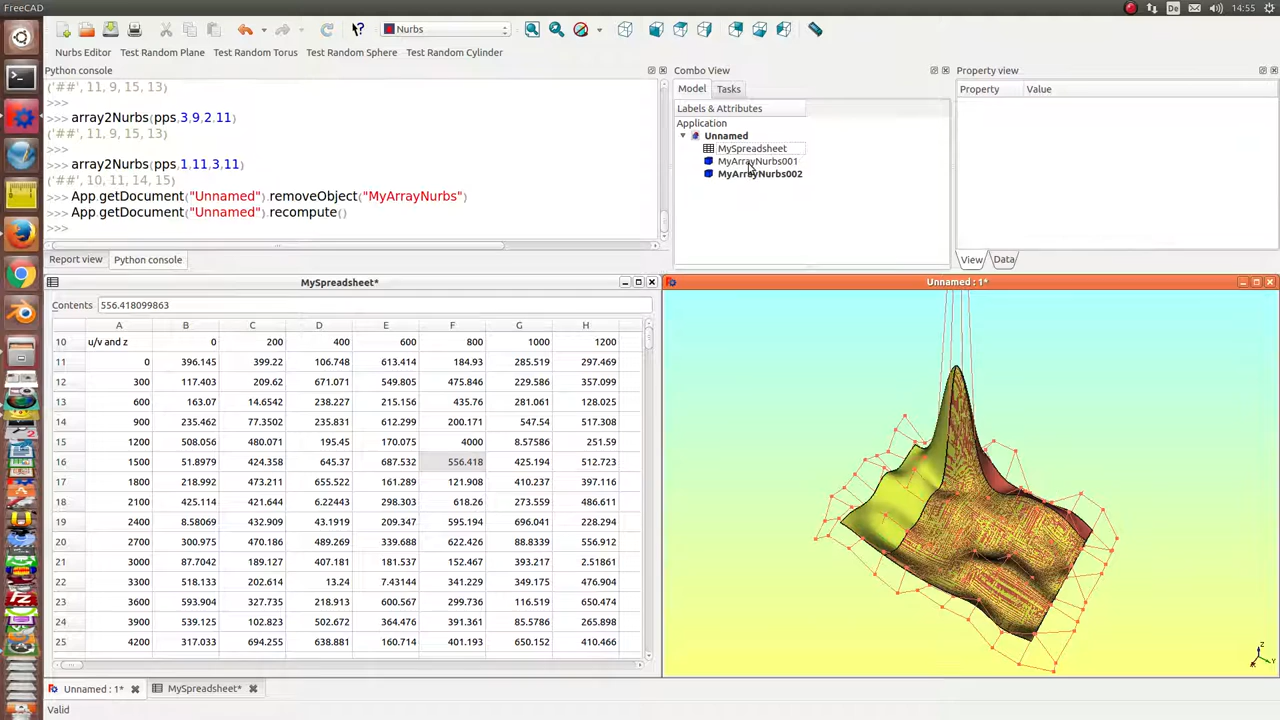 FreeCAD
De
14:55
Nurbs
Nurbs Editor Test Random Plane Test Random Torus Test Random Sphere Test Random Cylinder
Python console
('##', 11, 9, 15, 13)
>>>
>>> array2Nurbs(pps,3,9,2,11)
('##', 11, 9, 15, 13)
>>>
>>> array2Nurbs(pps,1,11,3,11)
('##', 10, 11, 14, 15)
>>> App.getDocument("Unnamed").removeObject("MyArrayNurbs")
>>> App.getDocument("Unnamed").recompute()
>>>
Report view Python console
Combo View
Model Tasks
Labels & Attributes
Application
Unnamed
MySpreadsheet
MyArrayNurbs001
MyArrayNurbs002
Property view
Property Value
View Data
MySpreadsheet*
Contents 556.418099863
A B C D E F G H
10 u/v and z 0 200 400 600 800 1000 1200
11 0 396.145 399.22 106.748 613.414 184.93 285.519 297.469
12 300 117.403 209.62 671.071 549.805 475.846 229.586 357.099
13 600 163.07 14.6542 238.227 215.156 435.76 281.061 128.025
14 900 235.462 77.3502 235.831 612.299 200.171 547.54 517.308
15 1200 508.056 480.071 195.45 170.075 4000 8.57586 251.59
16 1500 51.8979 424.358 645.37 687.532 556.418 425.194 512.723
17 1800 218.992 473.211 655.522 161.289 121.908 410.237 397.116
18 2100 425.114 421.644 6.22443 298.303 618.26 273.559 486.611
19 2400 8.58069 432.909 43.1919 209.347 595.194 696.041 228.294
20 2700 300.975 470.186 489.269 339.688 622.426 88.8339 556.912
21 3000 87.7042 189.127 407.181 181.537 152.467 393.217 2.51861
22 3300 518.133 202.614 13.24 7.43144 341.229 349.175 476.904
23 3600 593.904 327.735 218.913 600.567 299.736 116.519 650.474
24 3900 539.125 102.823 502.672 364.476 391.361 85.5786 265.898
25 4200 317.033 694.255 638.881 160.714 401.193 650.152 410.466
Unnamed : 1*
Unnamed : 1* MySpreadsheet*
Valid